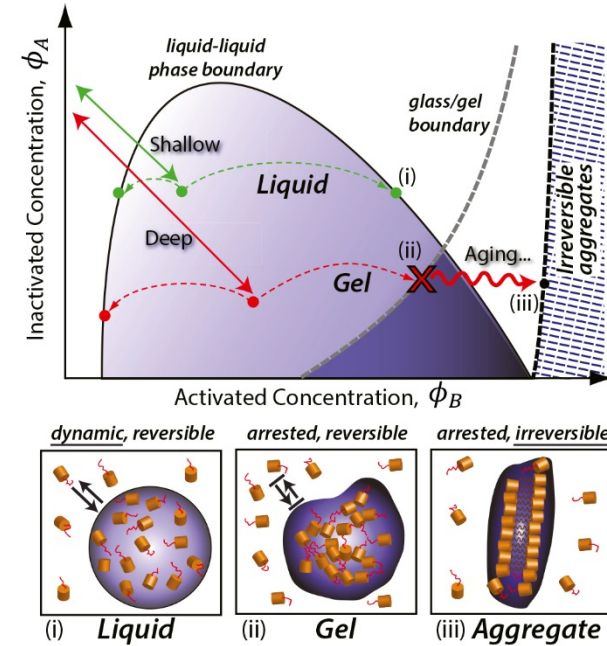 liquid-liquid
phase boundary
glass/gel
boundary
Inactivated Concentration, ϕA
Shallow
Liquid
(i)
Deep
(ii)
Aging...
Gel
(iii)
Irreversible
aggregates
Activated Concentration, ϕB
dynamic, reversible
arrested, reversible
arrested, irreversible
(i) Liquid
(ii) Gel
(iii) Aggregate